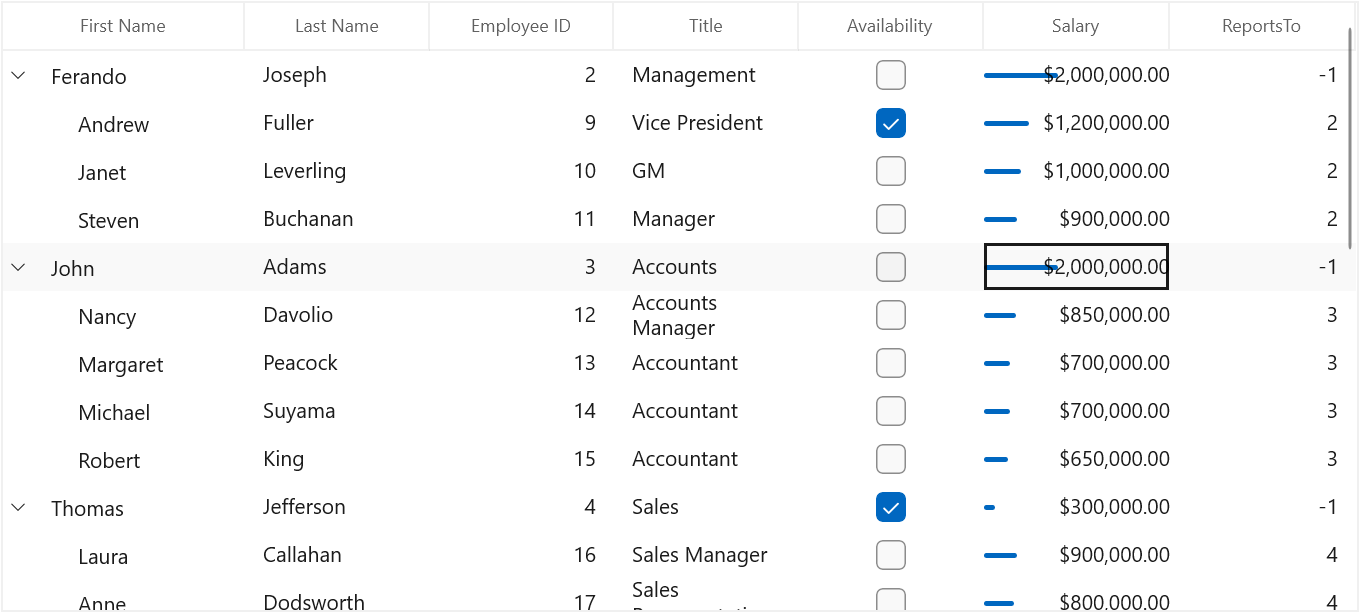 First Name Last Name Employee ID Title Availability Salary ReportsTo
Ferando Joseph 2 Management $2,000,000.00 -1
Andrew Fuller 9 Vice President $1,200,000.00 2
Janet Leverling 10 GM $1,000,000.00 2
Steven Buchanan 11 Manager $900,000.00 2
John Adams 3 Accounts $2,000,000.00 -1
Nancy Davolio 12 Accounts Manager $850,000.00 3
Margaret Peacock 13 Accountant $700,000.00 3
Michael Suyama 14 Accountant $700,000.00 3
Robert King 15 Accountant $650,000.00 3
Thomas Jefferson 4 Sales $300,000.00 -1
Laura Callahan 16 Sales Manager $900,000.00 4
Anne Dodsworth 17 Sales $800,000.00 4